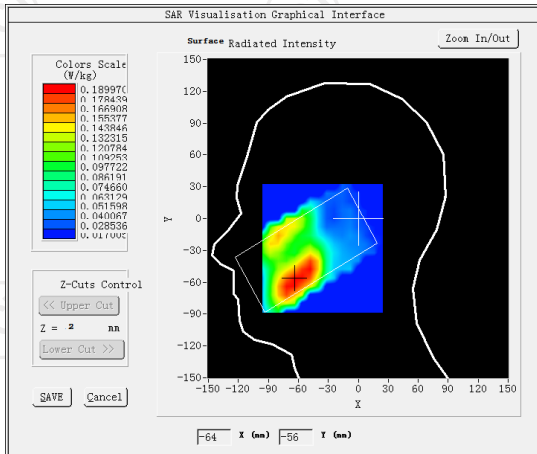 SAR Visualisation Graphical Interface
Surface Radiated Intensity
Zoom In/Out
Colors Scale
(W/kg)
0.189970
0.178439
0.166908
0.155377
0.143846
0.132315
0.120784
0.109253
0.097722
0.086191
0.074660
0.063129
0.051598
0.040067
0.028536
0.017005
Z-Cuts Control
<< Upper Cut
Z = 2 mm
Lower Cut >>
SAVE Cancel
Y
150
120
90
60
30
0
-30
-60
-90
-120
-150
-150 -120 -90 -60 -30 0 30 60 90 120 150
X
-64 X (mm) -56 Y (mm)